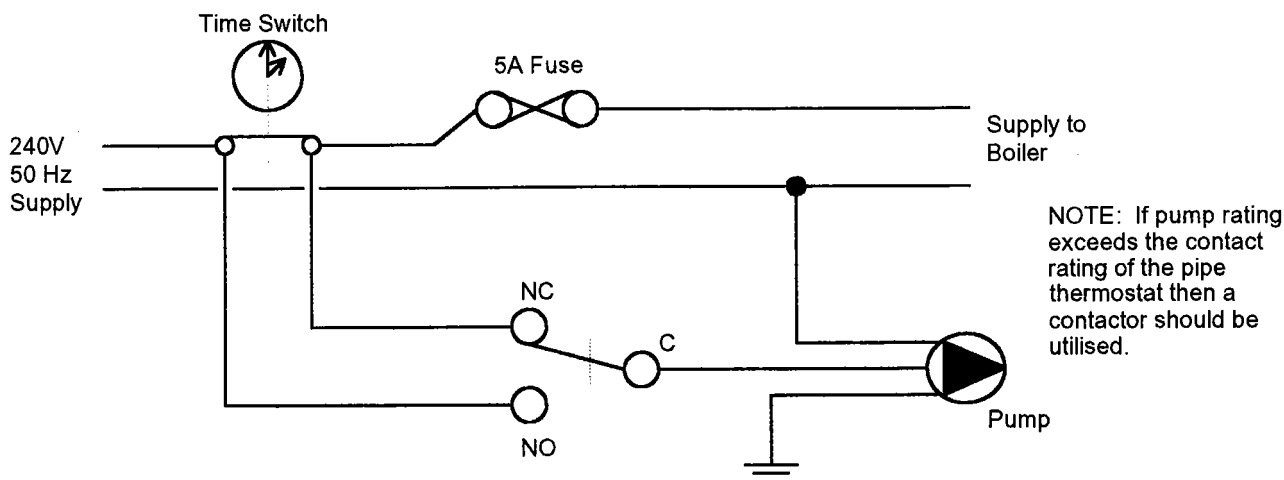 Time Switch
5A Fuse
240V
50 Hz
Supply
Supply to
Boiler
NOTE: If pump rating
exceeds the contact
rating of the pipe
thermostat then a
contactor should be
utilised.
NC
C
NO
Pump